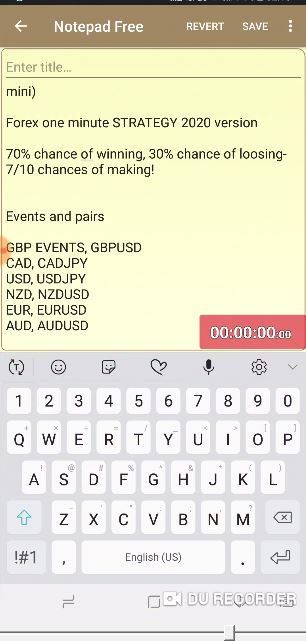 Notepad Free
REVERT
SAVE
Enter title...
mini)
Forex one minute STRATEGY 2020 version
70% chance of winning, 30% chance of loosing-
7/10 chances of making!
Events and pairs
GBP EVENTS, GBPUSD
CAD, CADJPY
USD, USDJPY
NZD, NZDUSD
EUR, EURUSD
AUD, AUDUSD
00:00:00:00
1 2 3 4 5 6 7 8 9 0
Q W E R T Y U I O P
A S D F G H J K L
Z X C V B N M
!#1 , English (US) .
DU RECORDER